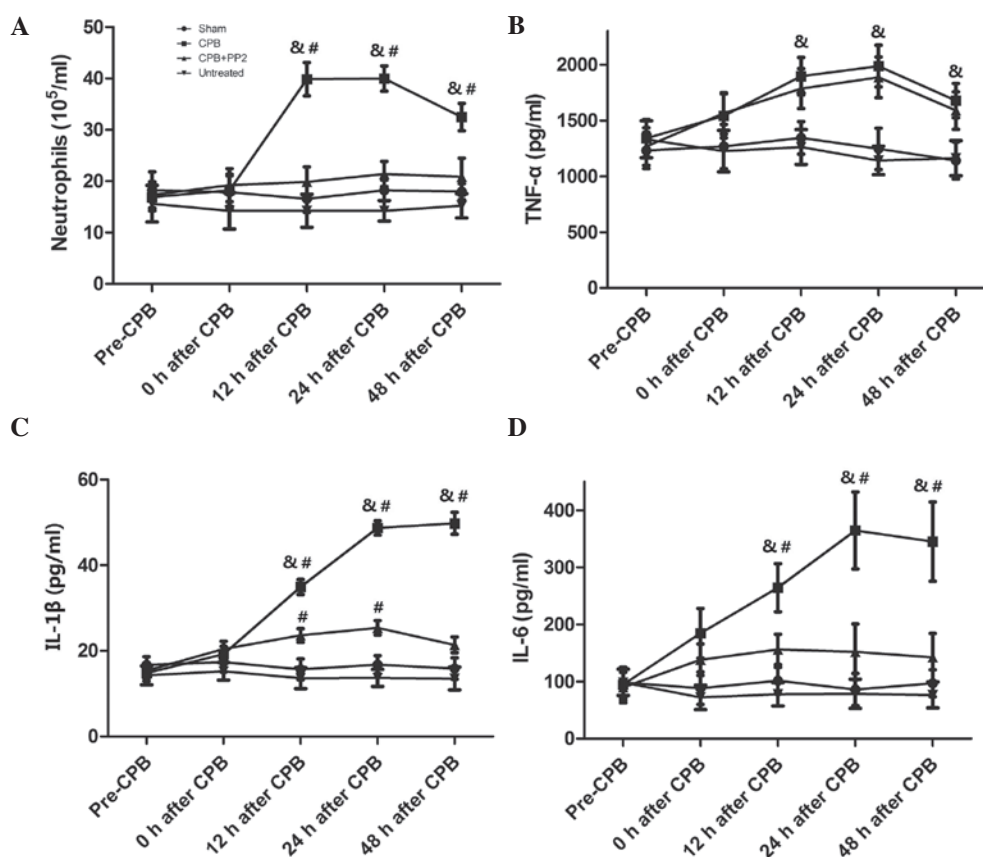 A
Neutrophils (10⁵/ml)
50
40
30
20
10
0
Sham
CPB
CPB+PP2
Untreated
& #
& #
& #
Pre-CPB
0 h after CPB
12 h after CPB
24 h after CPB
48 h after CPB
B
TNF-α (pg/ml)
2000
1500
1000
500
0
&
&
&
Pre-CPB
0 h after CPB
12 h after CPB
24 h after CPB
48 h after CPB
C
IL-1β (pg/ml)
60
40
20
0
& #
& #
& #
#
#
Pre-CPB
0 h after CPB
12 h after CPB
24 h after CPB
48 h after CPB
D
IL-6 (pg/ml)
400
300
200
100
0
& #
& #
& #
Pre-CPB
0 h after CPB
12 h after CPB
24 h after CPB
48 h after CPB